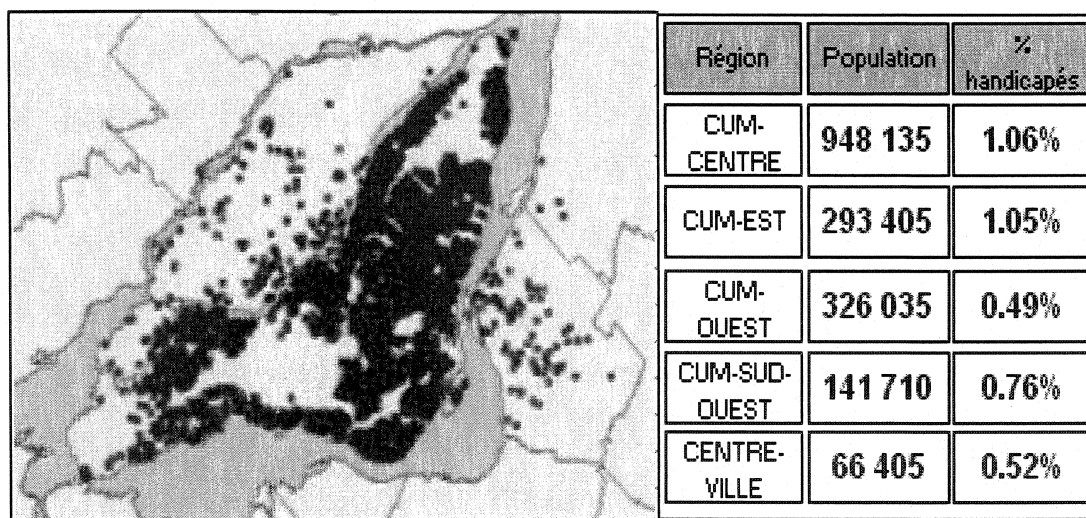 Région Population % handicapés
CUM-CENTRE 948 135 1.06%
CUM-EST 293 405 1.05%
CUM-OUEST 326 035 0.49%
CUM-SUD-OUEST 141 710 0.76%
CENTRE-VILLE 66 405 0.52%